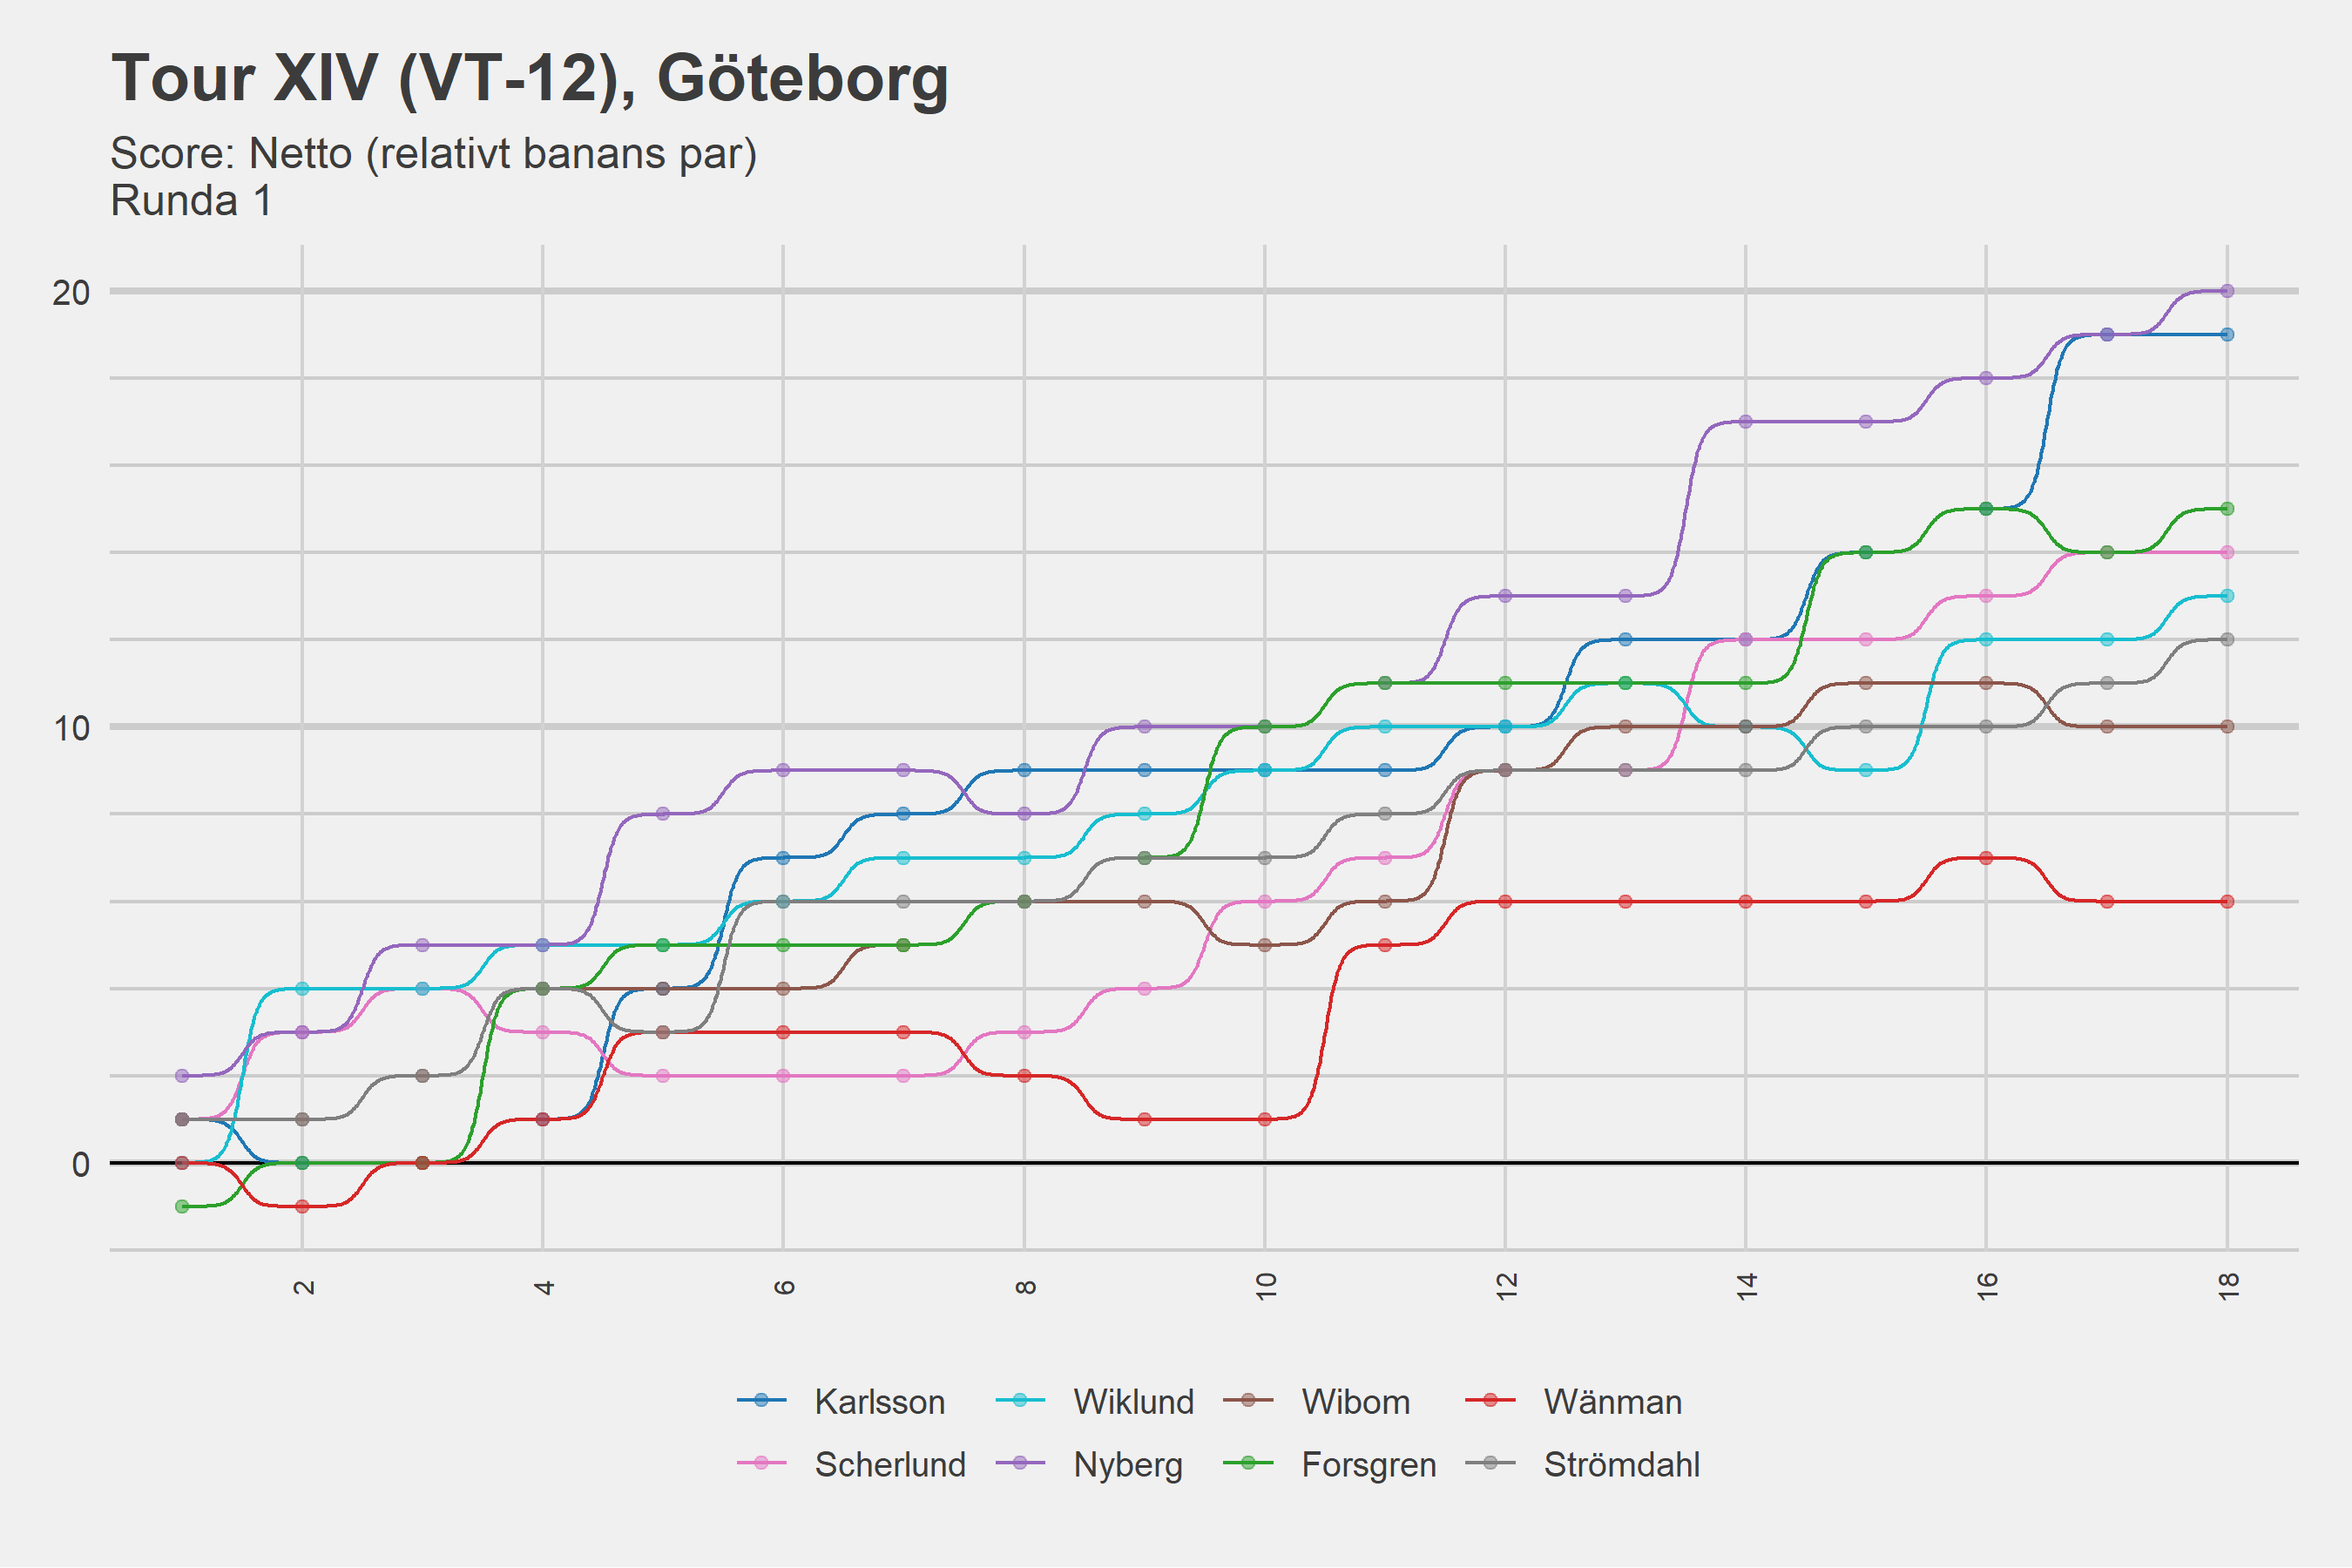 Tour XIV (VT-12), Göteborg
Score: Netto (relativt banans par)
Runda 1
20
10
0
2 4 6 8 10 12 14 16 18
Karlsson Wiklund Wibom Wänman
Scherlund Nyberg Forsgren Strömdahl